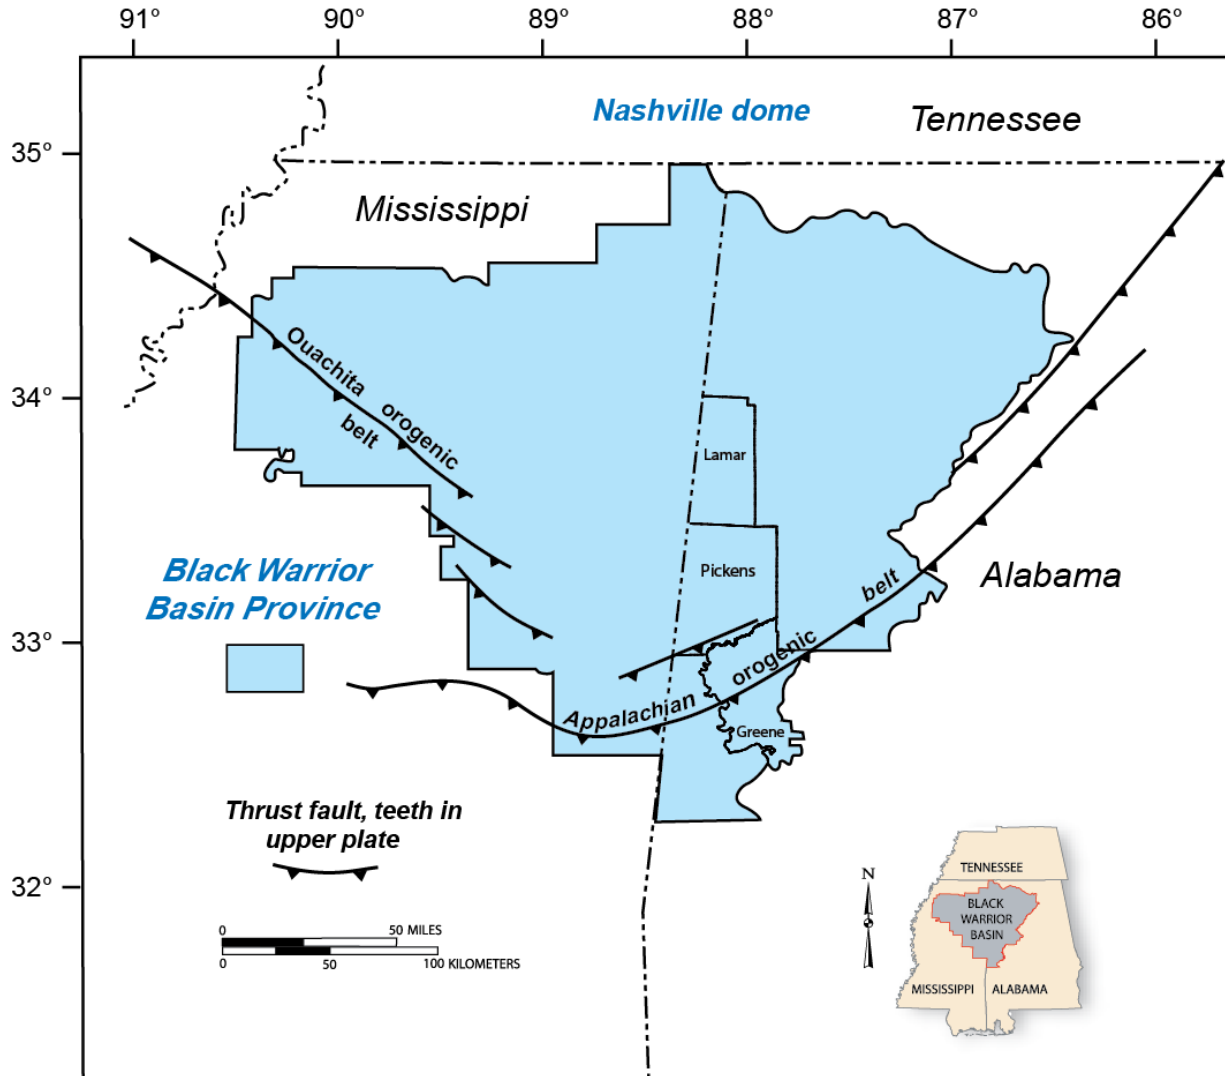 91° 90° 89° 88° 87° 86°
35°
34°
33°
32°
Nashville dome
Tennessee
Mississippi
Ouachita orogenic
belt
Lamar
Pickens
Black Warrior
Basin Province
Alabama
Appalachian orogenic belt
Greene
Thrust fault, teeth in
upper plate
0 50 MILES
0 50 100 KILOMETERS
N
TENNESSEE
BLACK
WARRIOR
BASIN
MISSISSIPPI ALABAMA